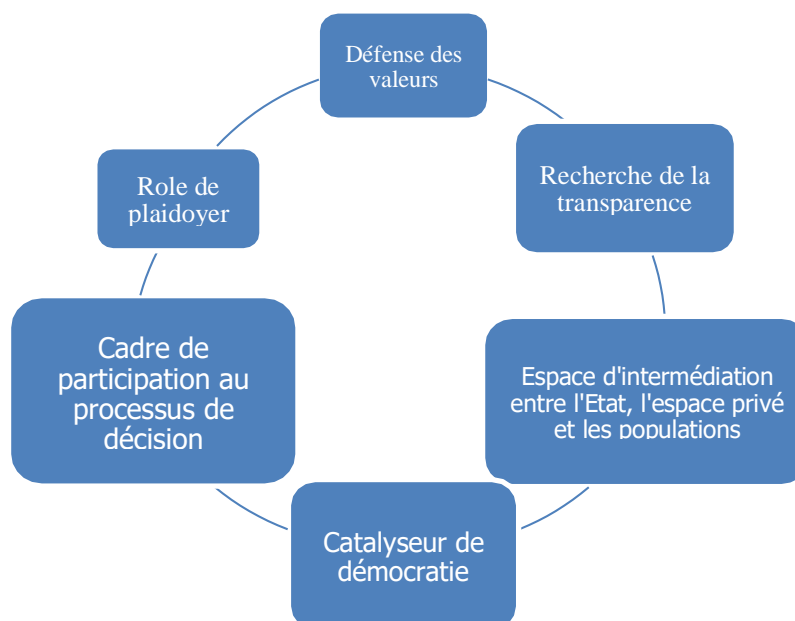 Défense des
valeurs
Recherche de la
transparence
Espace d'intermédiation
entre l'Etat, l'espace privé
et les populations
Catalyseur de
démocratie
Cadre de
participation au
processus de
décision
Role de
plaidoyer